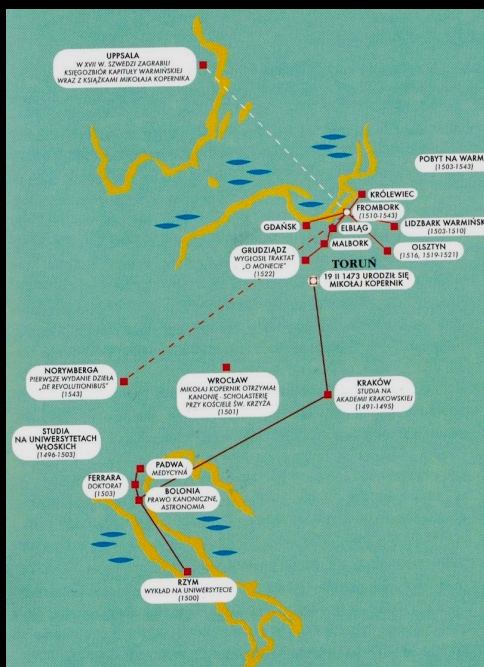 UPPSALA
W XVII W. SZWEDZI ZAGRABILI
KSIĘGOZBIÓR KAPITUŁY WARMIŃSKIEJ
WRAZ Z KSIĄŻKAMI MIKOŁAJA KOPERNIKA
POBYT NA WARM
(1503-1543)
KRÓLEWIEC
FROMBORK
(1510-1543)
GDAŃSK
ELBLĄG
LIDZBARK WARMIŃSK
(1503-1510)
MALBORK
OLSZTYN
(1516, 1519-1521)
GRUDZIĄDZ
WYGŁOSIŁ TRAKTAT
„O MONECIE”
(1522)
TORUŃ
19 II 1473 URODZIŁ SIĘ
MIKOŁAJ KOPERNIK
NORYMBERGA
PIERWSZE WYDANIE DZIEŁA
„DE REVOLUTIONIBUS”
(1543)
WROCŁAW
MIKOŁAJ KOPERNIK OTRZYMAŁ
KANONIĘ - SCHOLASTERIĘ
PRZY KOŚCIELE ŚW. KRZYŻA
(1501)
KRAKÓW
STUDIA NA
AKADEMII KRAKOWSKIEJ
(1491-1495)
STUDIA
NA UNIWERSYTETACH
WŁOSKICH
(1496-1503)
PADWA
MEDYCYNA
FERRARA
DOKTORAT
(1503)
BOLONIA
PRAWO KANONICZNE,
ASTRONOMIA
RZYM
WYKŁAD NA UNIWERSYTECIE
(1500)